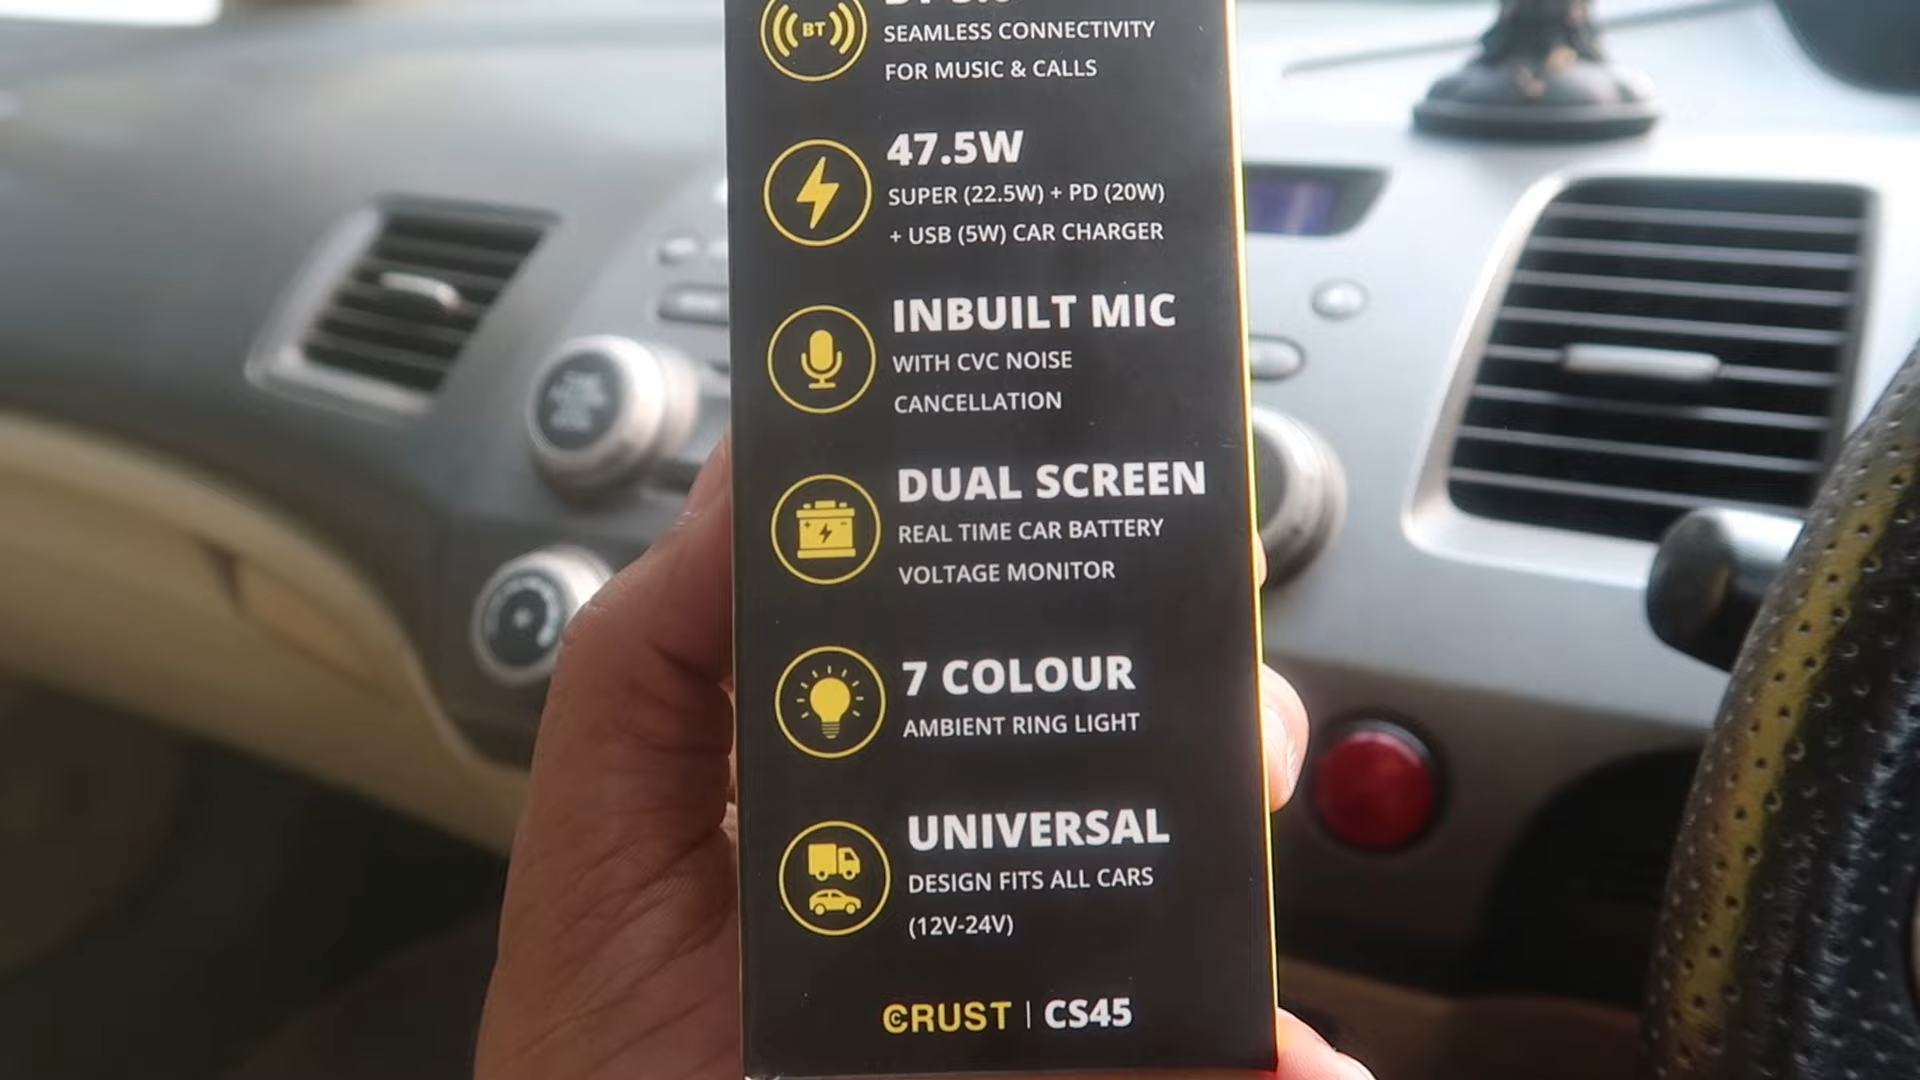 BT
SEAMLESS CONNECTIVITY
FOR MUSIC & CALLS
47.5W
SUPER (22.5W) + PD (20W)
+ USB (5W) CAR CHARGER
INBUILT MIC
WITH CVC NOISE
CANCELLATION
DUAL SCREEN
REAL TIME CAR BATTERY
VOLTAGE MONITOR
7 COLOUR
AMBIENT RING LIGHT
UNIVERSAL
DESIGN FITS ALL CARS
(12V-24V)
CRUST | CS45